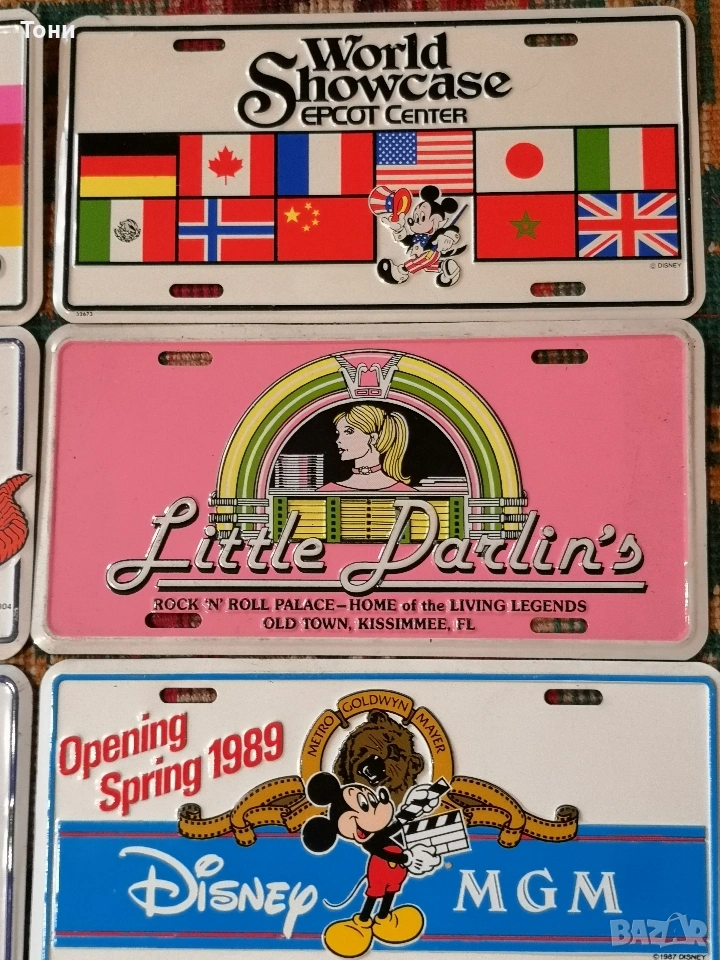 Тони
World
Showcase
EPCOT CENTER
© DISNEY
33673
Little Darlin's
ROCK 'N' ROLL PALACE – HOME of the LIVING LEGENDS
OLD TOWN, KISSIMMEE, FL
METRO GOLDWYN MAYER
Opening
Spring 1989
Disney MGM
BAZAR
©1987 DISNEY